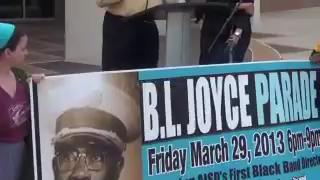 B.L. JOYCE PARADE
Friday March 29, 2013 6pm-9pm
AISD's First Black Band Director